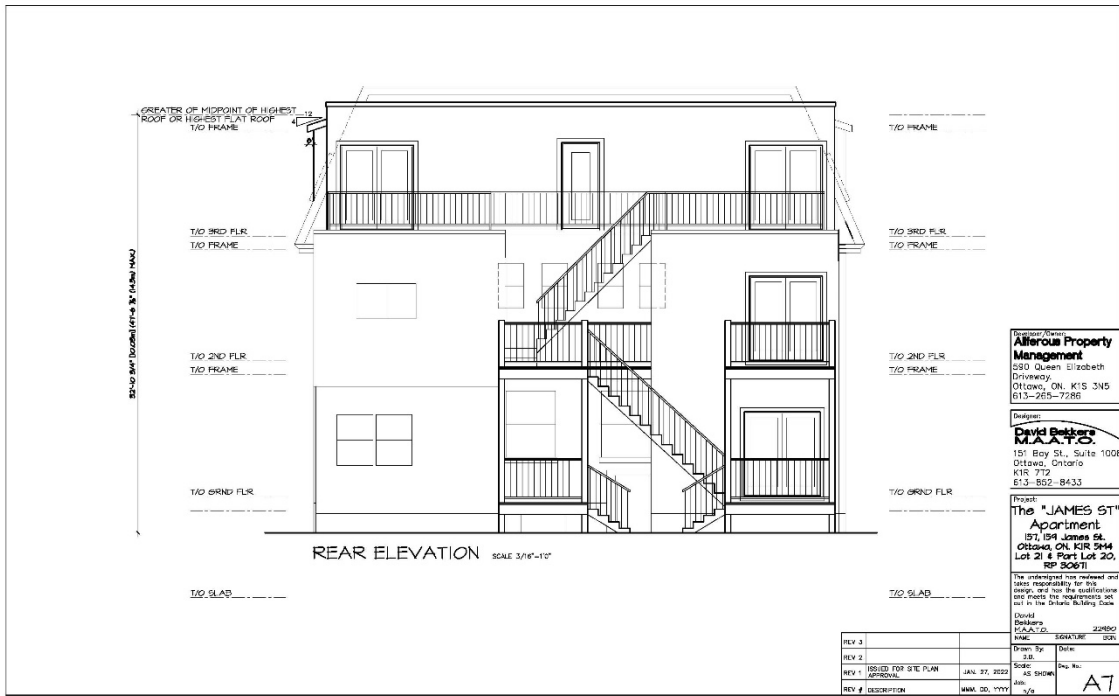 GREATER OF MIDPOINT OF HIGHEST
ROOF OR HIGHEST FLAT ROOF
T/O FRAME
12
4
T/O FRAME
T/O 3RD FLR
T/O FRAME
T/O 3RD FLR
T/O FRAME
T/O 2ND FLR
T/O FRAME
T/O 2ND FLR
T/O FRAME
T/O GRND FLR
T/O GRND FLR
REAR ELEVATION SCALE 3/16"=1'0"
T/O SLAB
T/O SLAB
Developer/Owner:
Aliferous Property
Management
590 Queen Elizabeth
Driveway.
Ottawa, ON. K1S 3N5
613-265-7286
Designer:
David Bekkers
M.A.A.T.O.
151 Bay St., Suite 1008
Ottawa, Ontario
K1R 7T2
613-852-8433
Project:
The "JAMES ST"
Apartment
157, 159 James St.
Ottawa, ON. K1R 5M4
Lot 21 & Part Lot 20,
RP 30671
The undersigned has reviewed and
takes responsibility for this
design, and has the qualifications
and meets the requirements set
out in the Ontario Building Code
David
Bekkers
M.A.A.T.O.
NAME SIGNATURE BCIN
Drawn By: Date:
Scale: AS SHOWN
Dwg. No.:
Job: n/a
A7
REV 3
REV 2
REV 1 ISSUED FOR SITE PLAN APPROVAL JAN. 27, 2022
REV # DESCRIPTION MMM. DD, YYYY